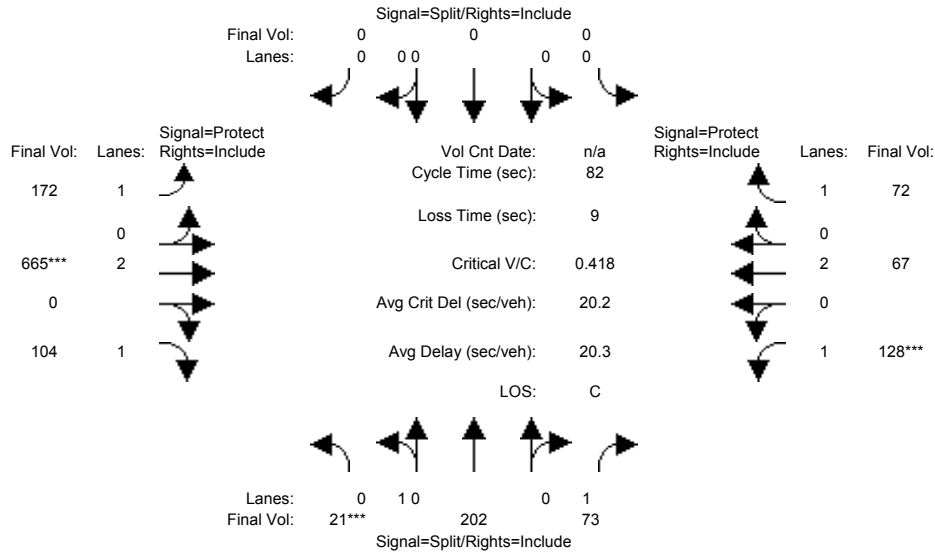 Signal=Split/Rights=Include
Final Vol: 0 0 0
Lanes: 0 0 0 0 0
Signal=Protect Signal=Protect
Final Vol: Lanes: Rights=Include Vol Cnt Date: n/a Rights=Include Lanes: Final Vol:
Cycle Time (sec): 82
172 1 1 72
Loss Time (sec): 9
0 0
665*** 2 Critical V/C: 0.418 2 67
0 0 Avg Crit Del (sec/veh): 20.2 0
104 1 Avg Delay (sec/veh): 20.3 1 128***
LOS: C
Lanes: 0 1 0 0 1
Final Vol: 21*** 202 73
Signal=Split/Rights=Include